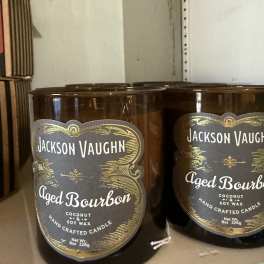 JACKSON VAUGHN
Aged Bourbon
COCONUT
&
SOY WAX
HAND CRAFTED CANDLE
JACKSON VAUGHN
Aged Bourbo
COCONUT
&
SOY WAX
HAND CRAFTED CANDLE